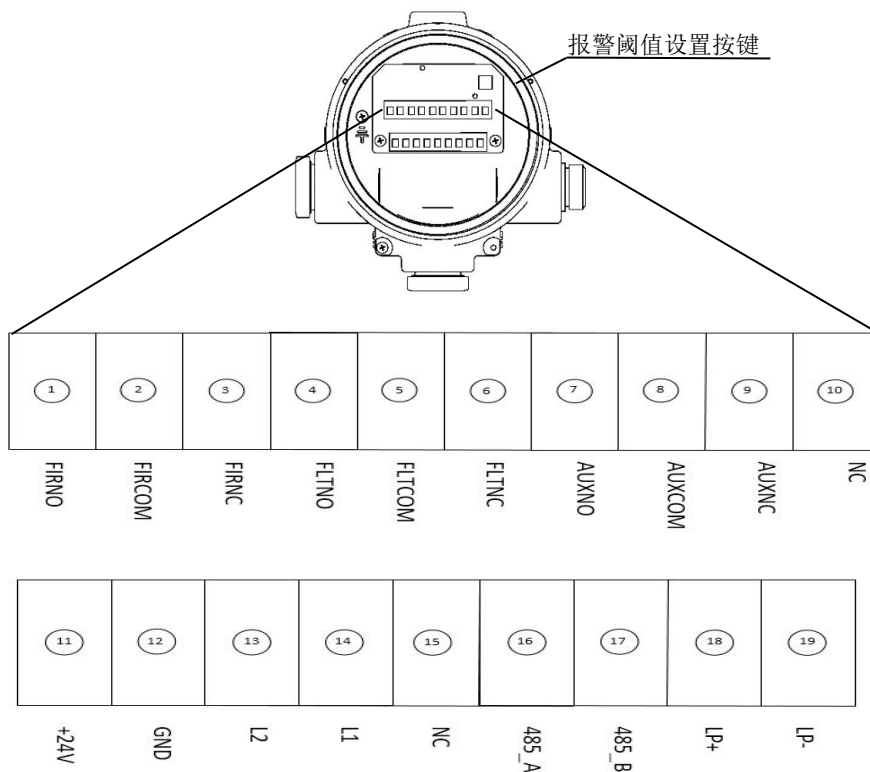 报警阈值设置按键
1 2 3 4 5 6 7 8 9 10
FIRNO FIRCOM FIRNC FLTNO FLTCOM FLTNC AUXNO AUXCOM AUXNC NC
11 12 13 14 15 16 17 18 19
+24V GND L2 L1 NC 485_A 485_B LP+ LP-